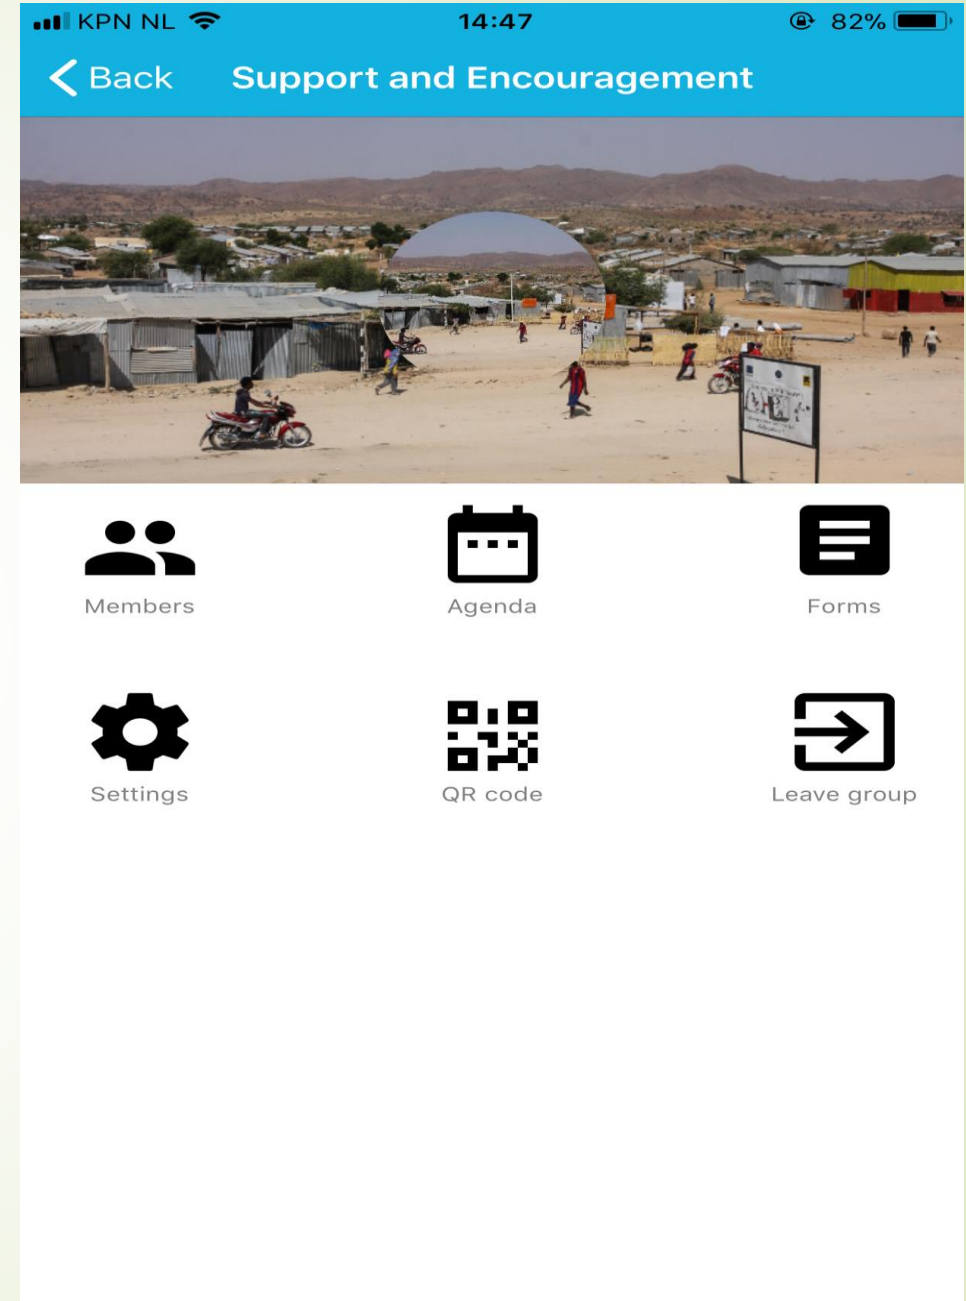 KPN NL 14:47 82%
Back Support and Encouragement
Members Agenda Forms
Settings QR code Leave group